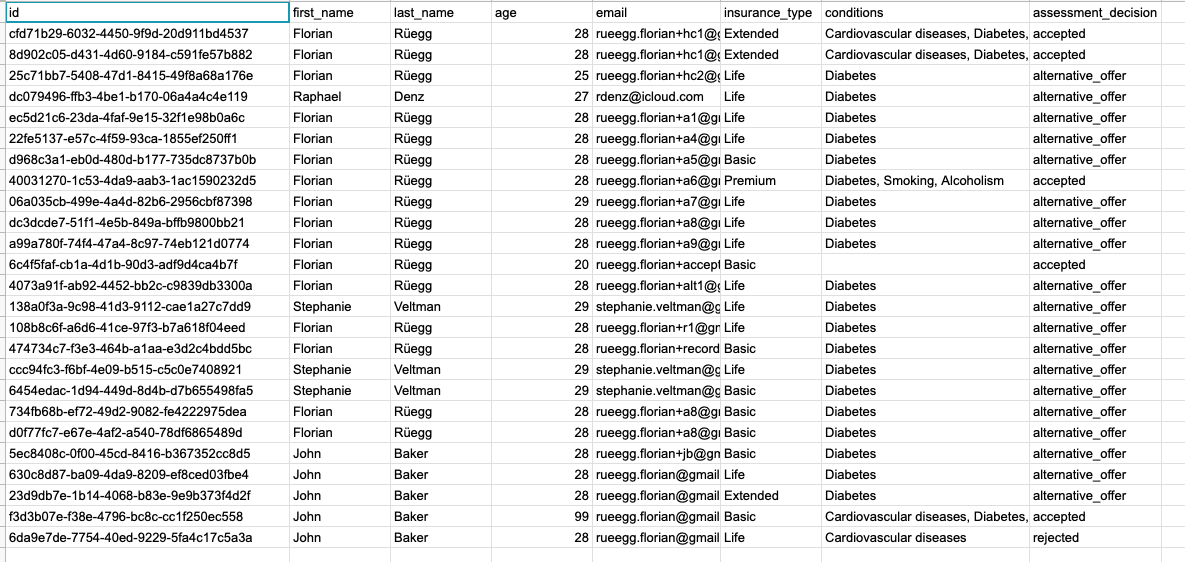 id first_name last_name age email insurance_type conditions assessment_decision
cfd71b29-6032-4450-9f9d-20d911bd4537 Florian Rüegg 28 rueegg.florian+hc1@g Extended Cardiovascular diseases, Diabetes, accepted
8d902c05-d431-4d60-9184-c591fe57b882 Florian Rüegg 28 rueegg.florian+hc1@g Extended Cardiovascular diseases, Diabetes, accepted
25c71bb7-5408-47d1-8415-49f8a68a176e Florian Rüegg 25 rueegg.florian+hc2@g Life Diabetes alternative_offer
dc079496-ffb3-4be1-b170-06a4a4c4e119 Raphael Denz 27 rdenz@icloud.com Life Diabetes alternative_offer
ec5d21c6-23da-4faf-9e15-32f1e98b0a6c Florian Rüegg 28 rueegg.florian+a1@g Life Diabetes alternative_offer
22fe5137-e57c-4f59-93ca-1855ef250ff1 Florian Rüegg 28 rueegg.florian+a4@g Life Diabetes alternative_offer
d968c3a1-eb0d-480d-b177-735dc8737b0b Florian Rüegg 28 rueegg.florian+a5@g Basic Diabetes alternative_offer
40031270-1c53-4da9-aab3-1ac1590232d5 Florian Rüegg 28 rueegg.florian+a6@g Premium Diabetes, Smoking, Alcoholism accepted
06a035cb-499e-4a4d-82b6-2956cbf87398 Florian Rüegg 29 rueegg.florian+a7@g Life Diabetes alternative_offer
dc3dcde7-51f1-4e5b-849a-bffb9800bb21 Florian Rüegg 28 rueegg.florian+a8@g Life Diabetes alternative_offer
a99a780f-74f4-47a4-8c97-74eb121d0774 Florian Rüegg 28 rueegg.florian+a9@g Life Diabetes alternative_offer
6c4f5faf-cb1a-4d1b-90d3-adf9d4ca4b7f Florian Rüegg 20 rueegg.florian+accept Basic accepted
4073a91f-ab92-4452-bb2c-c9839db3300a Florian Rüegg 28 rueegg.florian+alt1@g Life Diabetes alternative_offer
138a0f3a-9c98-41d3-9112-cae1a27c7dd9 Stephanie Veltman 29 stephanie.veltman@g Life Diabetes alternative_offer
108b8c6f-a6d6-41ce-97f3-b7a618f04eed Florian Rüegg 28 rueegg.florian+r1@gn Life Diabetes alternative_offer
474734c7-f3e3-464b-a1aa-e3d2c4bdd5bc Florian Rüegg 28 rueegg.florian+record Basic Diabetes alternative_offer
ccc94fc3-f6bf-4e09-b515-c5c0e7408921 Stephanie Veltman 29 stephanie.veltman@g Life Diabetes alternative_offer
6454edac-1d94-449d-8d4b-d7b655498fa5 Stephanie Veltman 29 stephanie.veltman@g Basic Diabetes alternative_offer
734fb68b-ef72-49d2-9082-fe4222975dea Florian Rüegg 28 rueegg.florian+a8@g Basic Diabetes alternative_offer
d0f77fc7-e67e-4af2-a540-78df6865489d Florian Rüegg 28 rueegg.florian+a8@g Basic Diabetes alternative_offer
5ec8408c-0f00-45cd-8416-b367352cc8d5 John Baker 28 rueegg.florian+jb@gn Basic Diabetes alternative_offer
630c8d87-ba09-4da9-8209-ef8ced03fbe4 John Baker 28 rueegg.florian@gmail Life Diabetes alternative_offer
23d9db7e-1b14-4068-b83e-9e9b373f4d2f John Baker 28 rueegg.florian@gmail Extended Diabetes alternative_offer
f3d3b07e-f38e-4796-bc8c-cc1f250ec558 John Baker 99 rueegg.florian@gmail Basic Cardiovascular diseases, Diabetes, accepted
6da9e7de-7754-40ed-9229-5fa4c17c5a3a John Baker 28 rueegg.florian@gmail Life Cardiovascular diseases rejected